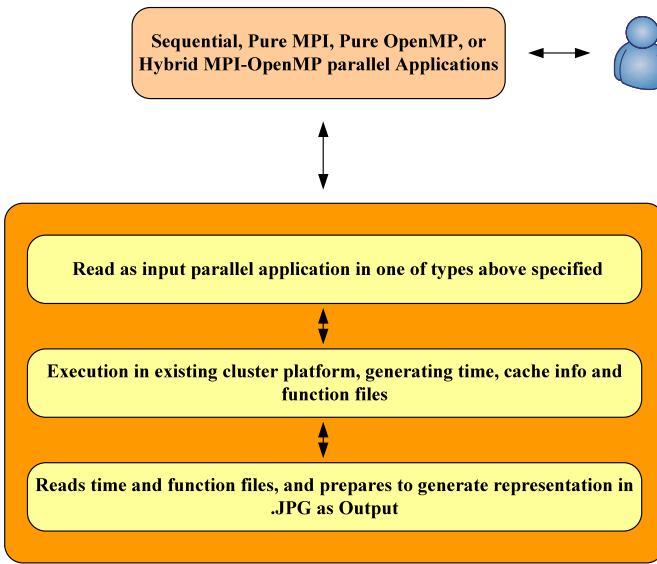 Sequential, Pure MPI, Pure OpenMP, or
Hybrid MPI-OpenMP parallel Applications
Read as input parallel application in one of types above specified
Execution in existing cluster platform, generating time, cache info and
function files
Reads time and function files, and prepares to generate representation in
.JPG as Output